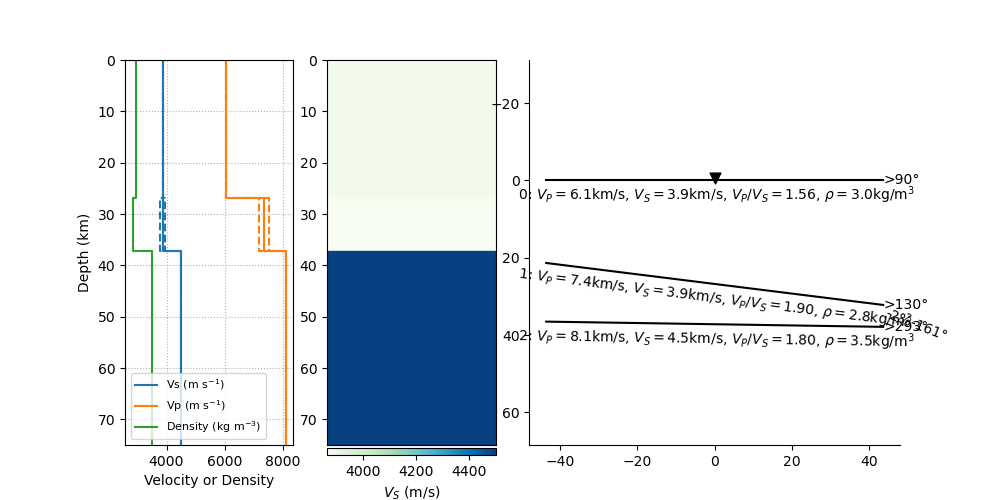 0
10
20
30
40
50
60
70
Depth (km)
4000 6000 8000
Velocity or Density
Vs (m s⁻¹)
Vp (m s⁻¹)
Density (kg m⁻³)
0
10
20
30
40
50
60
70
4000 4200 4400
V_S (m/s)
−20
0
20
40
60
−40 −20 0 20 40
>90°
0: V_P = 6.1km/s, V_S = 3.9km/s, V_P/V_S = 1.56, ρ = 3.0kg/m³
>130°
1: V_P = 7.4km/s, V_S = 3.9km/s, V_P/V_S = 1.90, ρ = 2.8kg/m³
>293°
2: V_P = 8.1km/s, V_S = 4.5km/s, V_P/V_S = 1.80, ρ = 3.5kg/m³